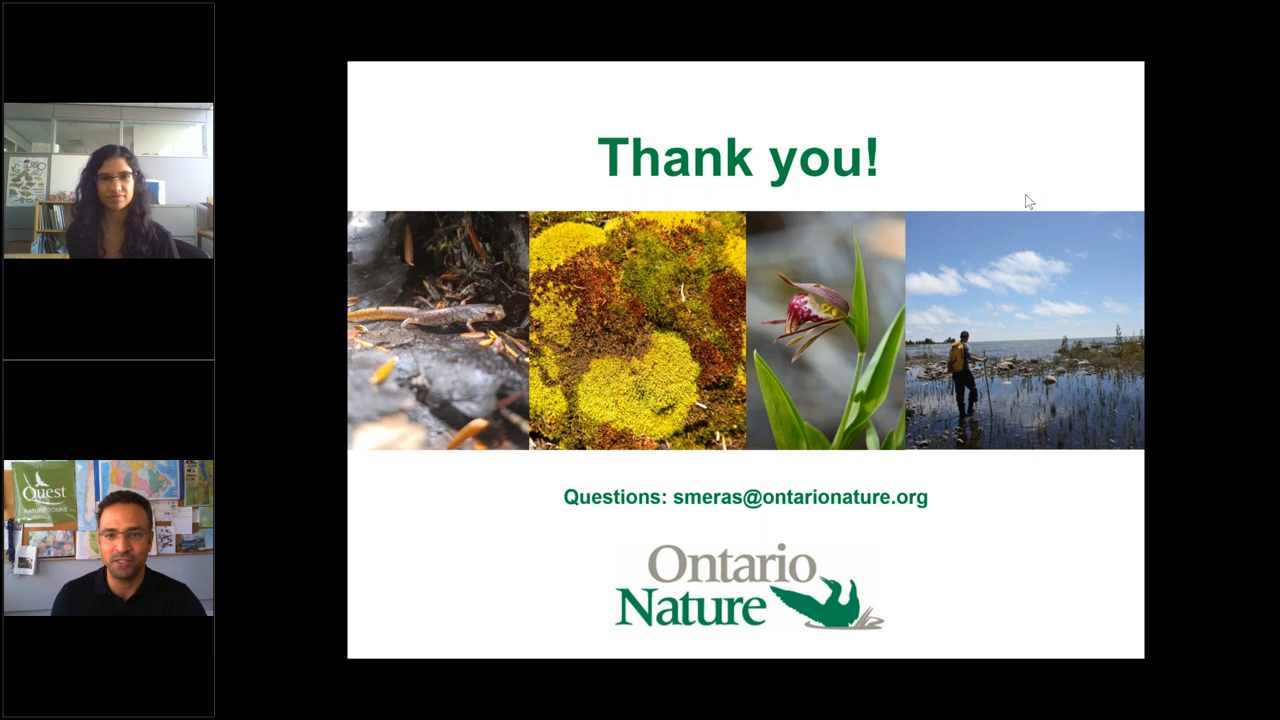 Thank you!
Questions: smeras@ontarionature.org
Ontario
Nature
Quest
NATURE TOURS